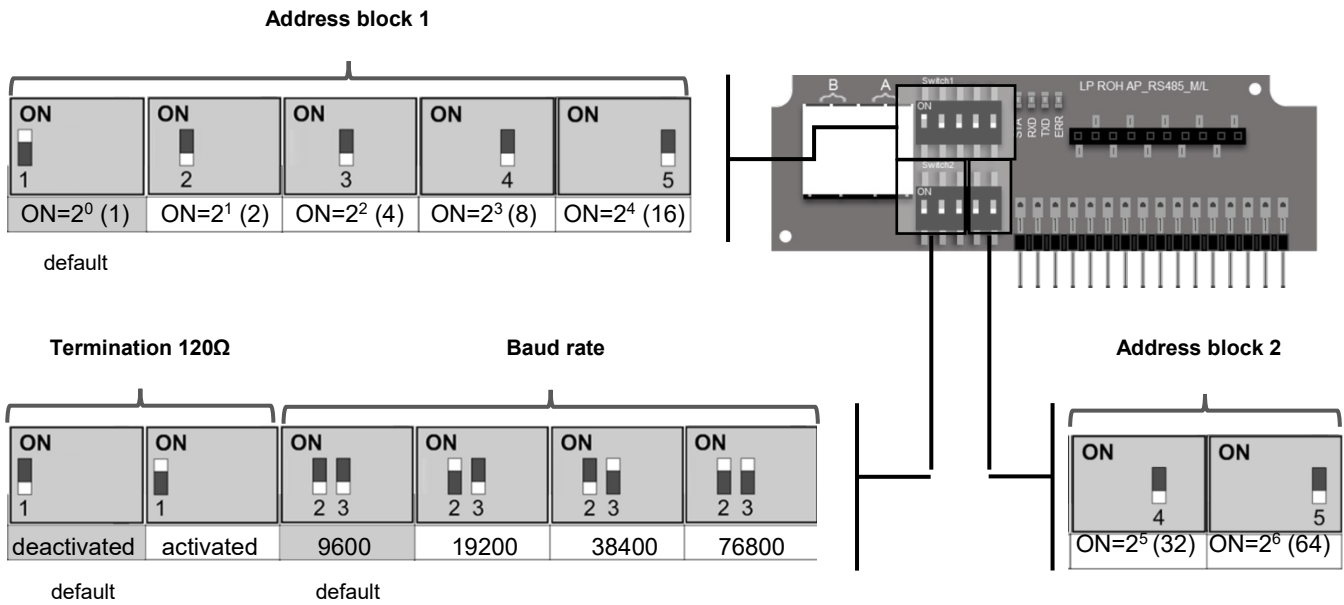 Address block 1
ON ON ON ON ON
1 2 3 4 5
ON=2⁰ (1) ON=2¹ (2) ON=2² (4) ON=2³ (8) ON=2⁴ (16)
default
B A Switch1 LP ROH AP_RS485_M/L
ON
STA RXD TXD ERR
Switch2
ON
Termination 120Ω Baud rate
ON ON ON ON ON ON
1 1 2 3 2 3 2 3 2 3
deactivated activated 9600 19200 38400 76800
default default
Address block 2
ON ON
4 5
ON=2⁵ (32) ON=2⁶ (64)